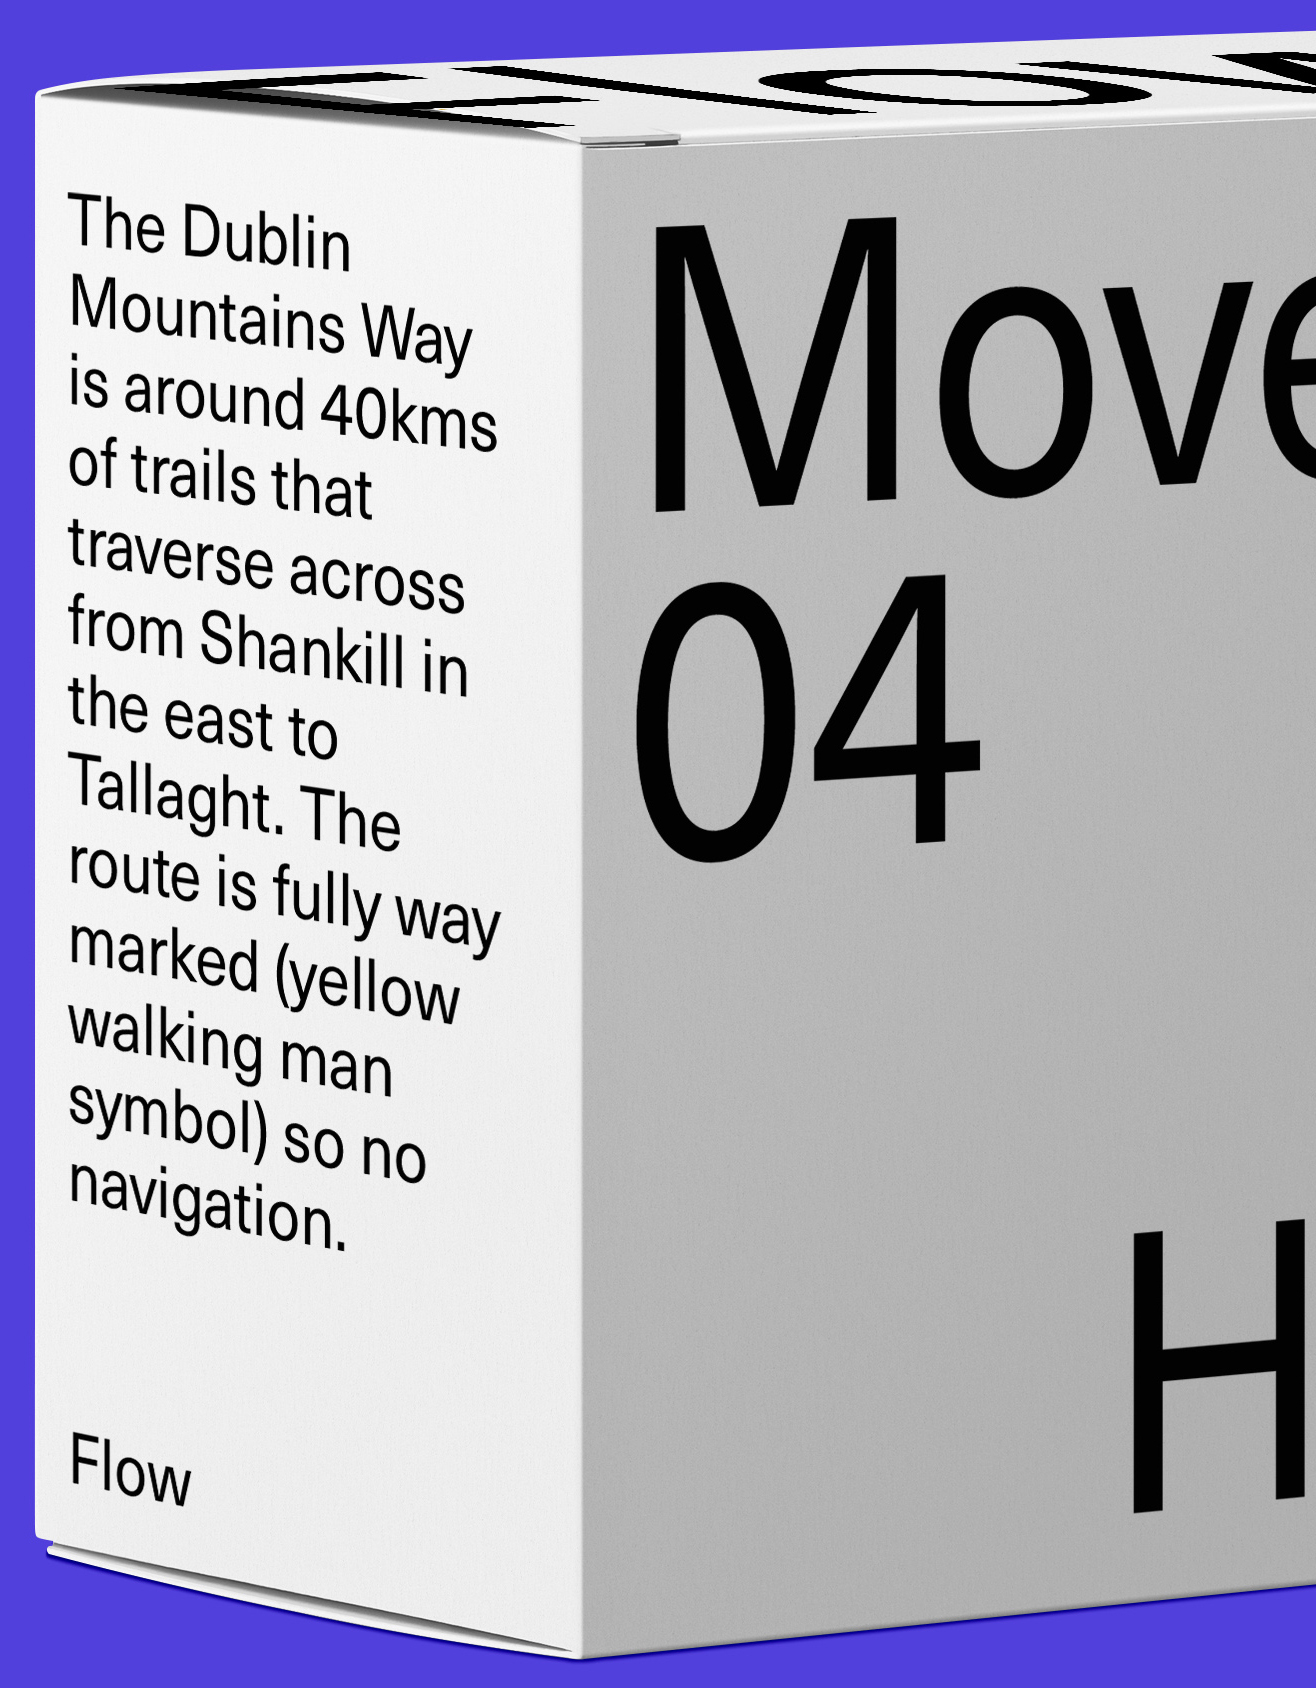 Flow
The Dublin
Mountains Way
is around 40kms
of trails that
traverse across
from Shankill in
the east to
Tallaght. The
route is fully way
marked (yellow
walking man
symbol) so no
navigation.
Flow
Move
04
H